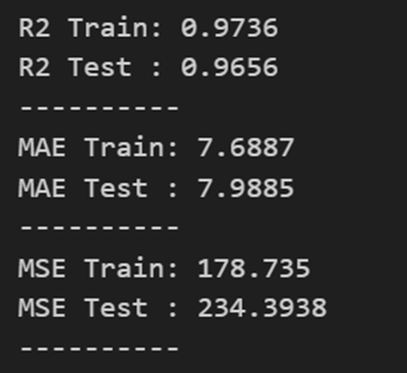 R2 Train: 0.9736
R2 Test : 0.9656
----------
MAE Train: 7.6887
MAE Test : 7.9885
----------
MSE Train: 178.735
MSE Test : 234.3938
----------